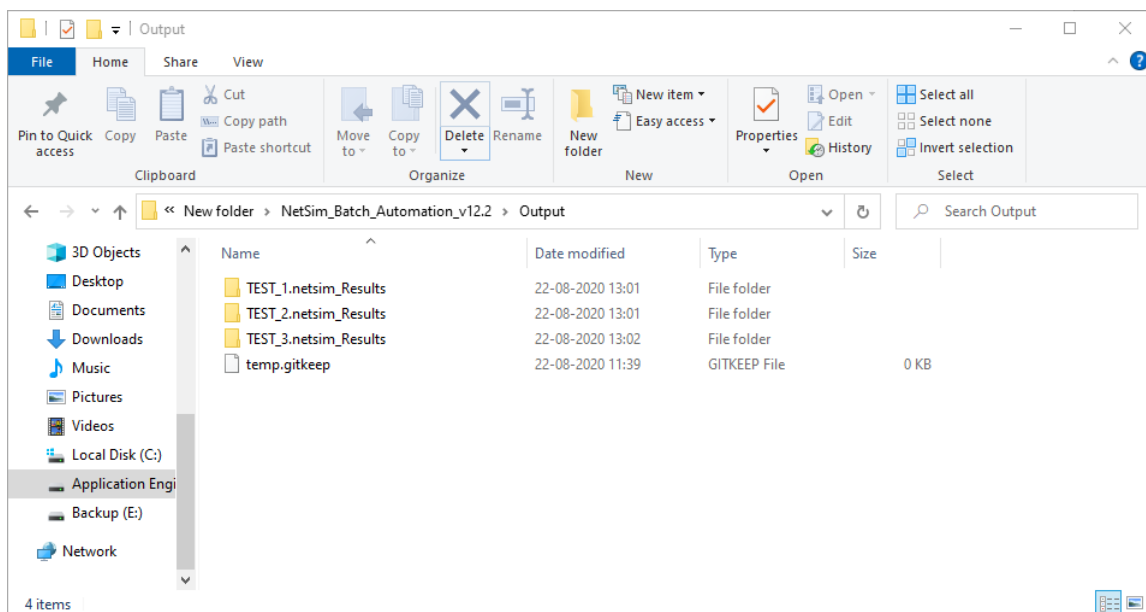 Output
File Home Share View
Pin to Quick access
Copy
Paste
Cut
Copy path
Paste shortcut
Clipboard
Move to
Copy to
Delete
Rename
Organize
New folder
New item
Easy access
New
Properties
Open
Edit
History
Open
Select all
Select none
Invert selection
Select
« New folder > NetSim_Batch_Automation_v12.2 > Output
Search Output
3D Objects
Desktop
Documents
Downloads
Music
Pictures
Videos
Local Disk (C:)
Application Engi
Backup (E:)
Network
Name Date modified Type Size
TEST_1.netsim_Results 22-08-2020 13:01 File folder
TEST_2.netsim_Results 22-08-2020 13:01 File folder
TEST_3.netsim_Results 22-08-2020 13:02 File folder
temp.gitkeep 22-08-2020 11:39 GITKEEP File 0 KB
4 items